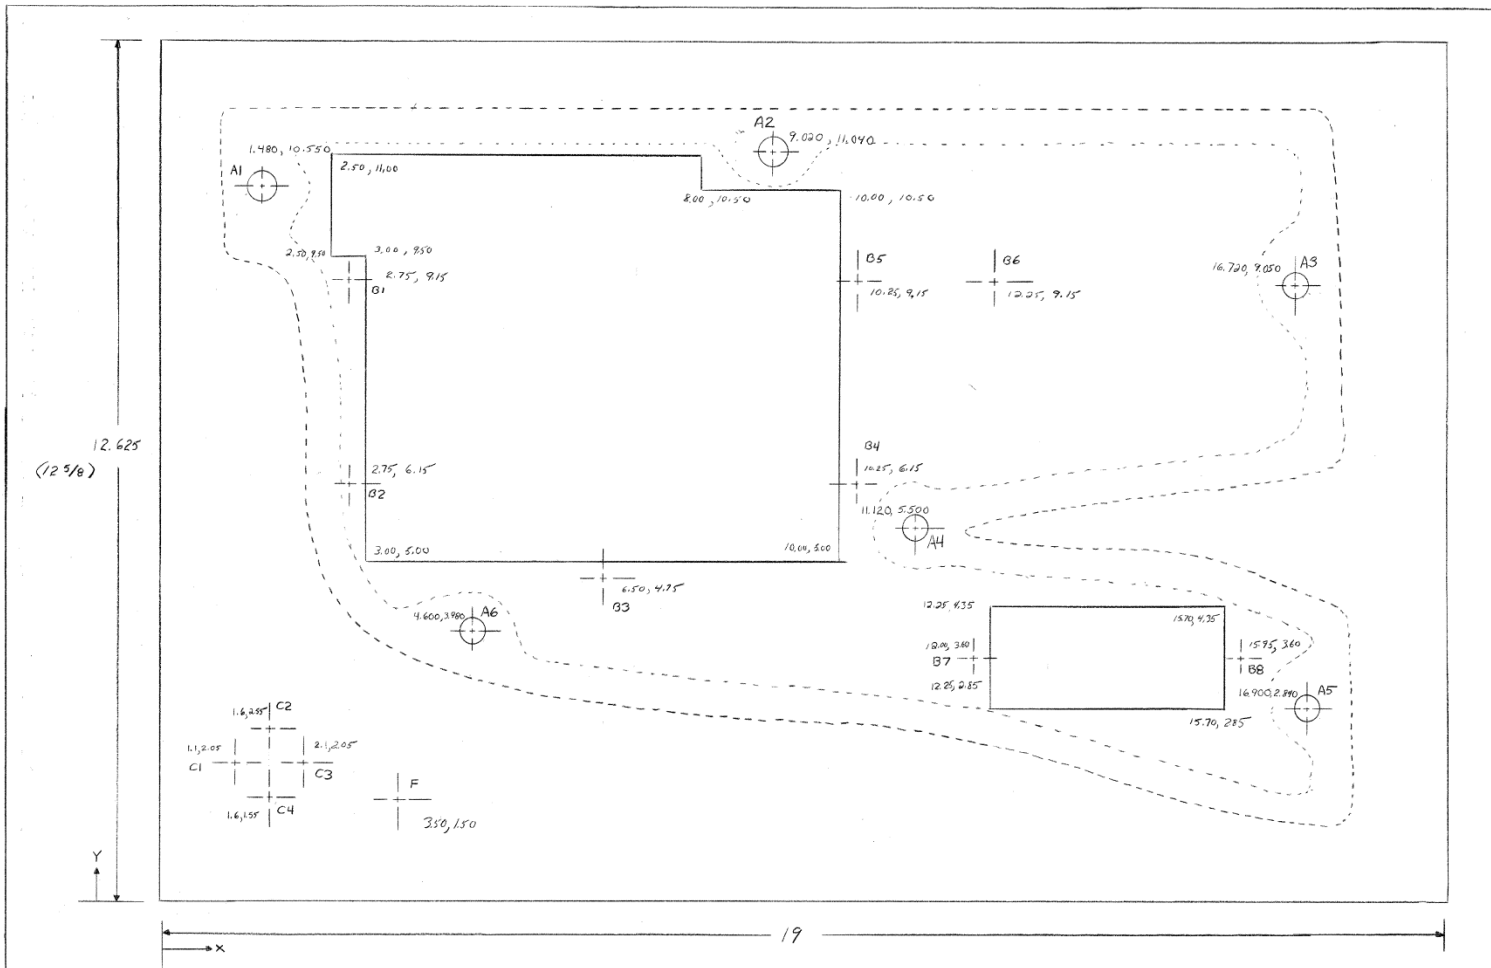 A2
9.020, 11.040
1.480, 10.550
A1
2.50, 11.00
8.00, 10.50
10.00, 10.50
2.50, 9.50
3.00, 9.50
2.75, 9.15
B1
B5
10.25, 9.15
B6
12.25, 9.15
16.720, 9.050
A3
12.625
(12 5/8)
2.75, 6.15
B2
B4
10.25, 6.15
11.120, 5.500
A4
3.00, 5.00
10.00, 5.00
6.50, 4.75
B3
4.600, 3.980
A6
12.25, 4.35
15.70, 4.35
12.00, 3.60
B7
15.95, 3.60
B8
12.25, 2.85
16.900, 2.840
A5
15.70, 2.85
C2
1.6, 2.55
1.1, 2.05
C1
2.1, 2.05
C3
1.6, 1.55
C4
F
3.50, 1.50
Y
X
19